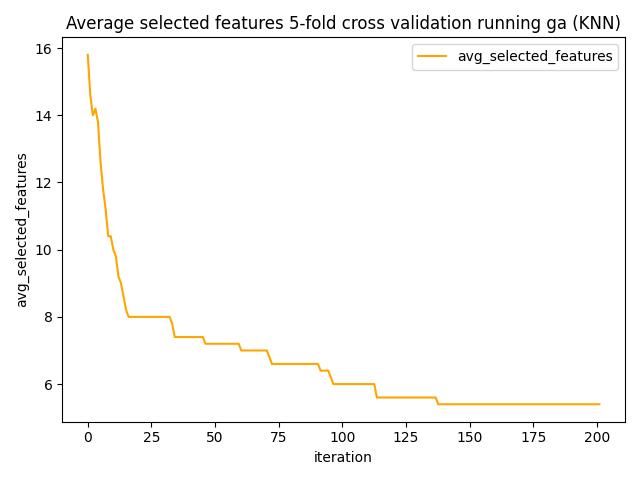 Average selected features 5-fold cross validation running ga (KNN)
avg_selected_features
avg_selected_features
16
14
12
10
8
6
0 25 50 75 100 125 150 175 200
iteration